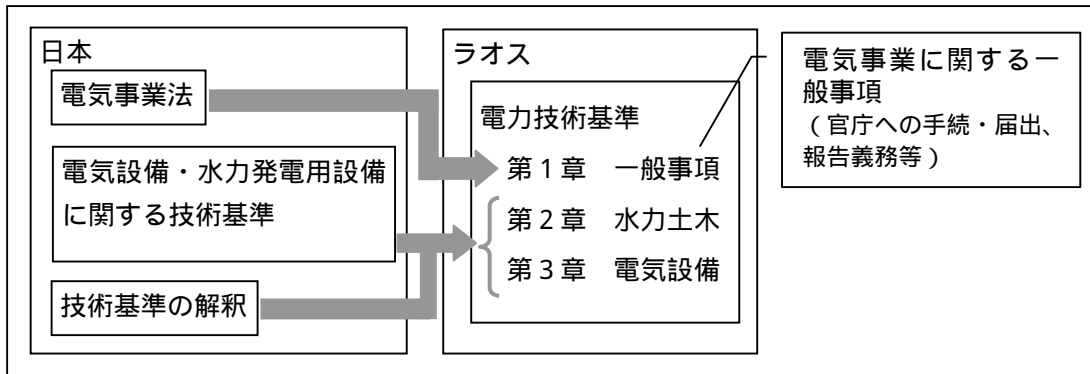 日本
電気事業法
電気設備・水力発電用設備
に関する技術基準
技術基準の解釈
ラオス
電力技術基準
第1章 一般事項
第2章 水力土木
第3章 電気設備
電気事業に関する一
般事項
（官庁への手続・届出、
報告義務等）